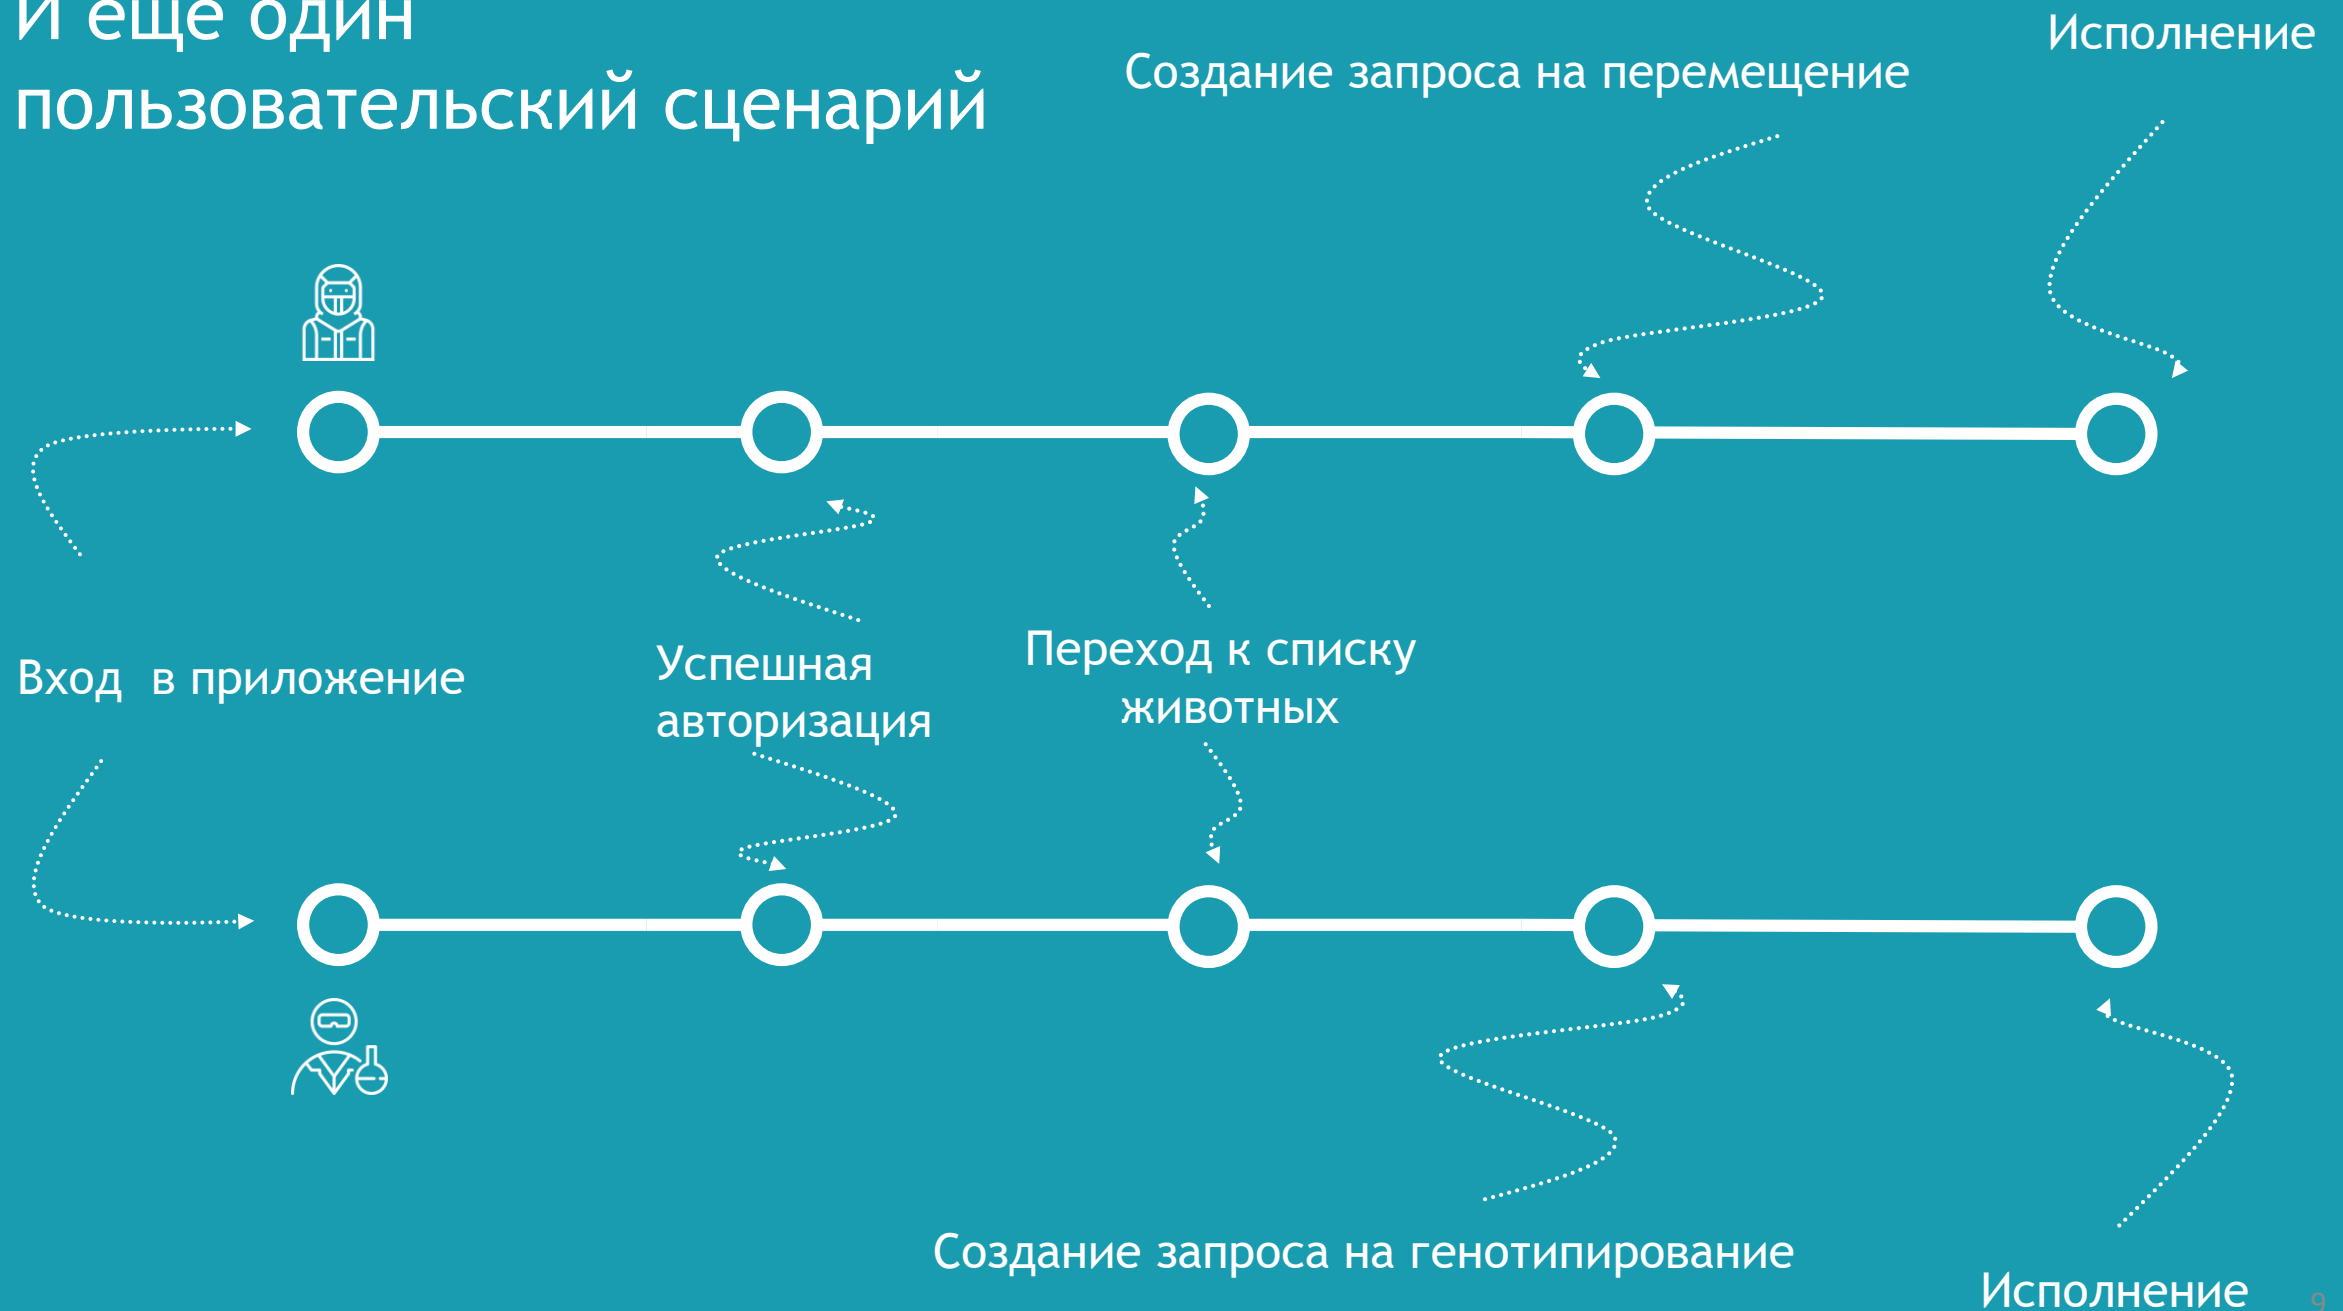 И еще один
пользовательский сценарий
Создание запроса на перемещение
Исполнение
Вход  в приложение
Успешная
авторизация
Переход к списку
животных
Создание запроса на генотипирование
Исполнение
9